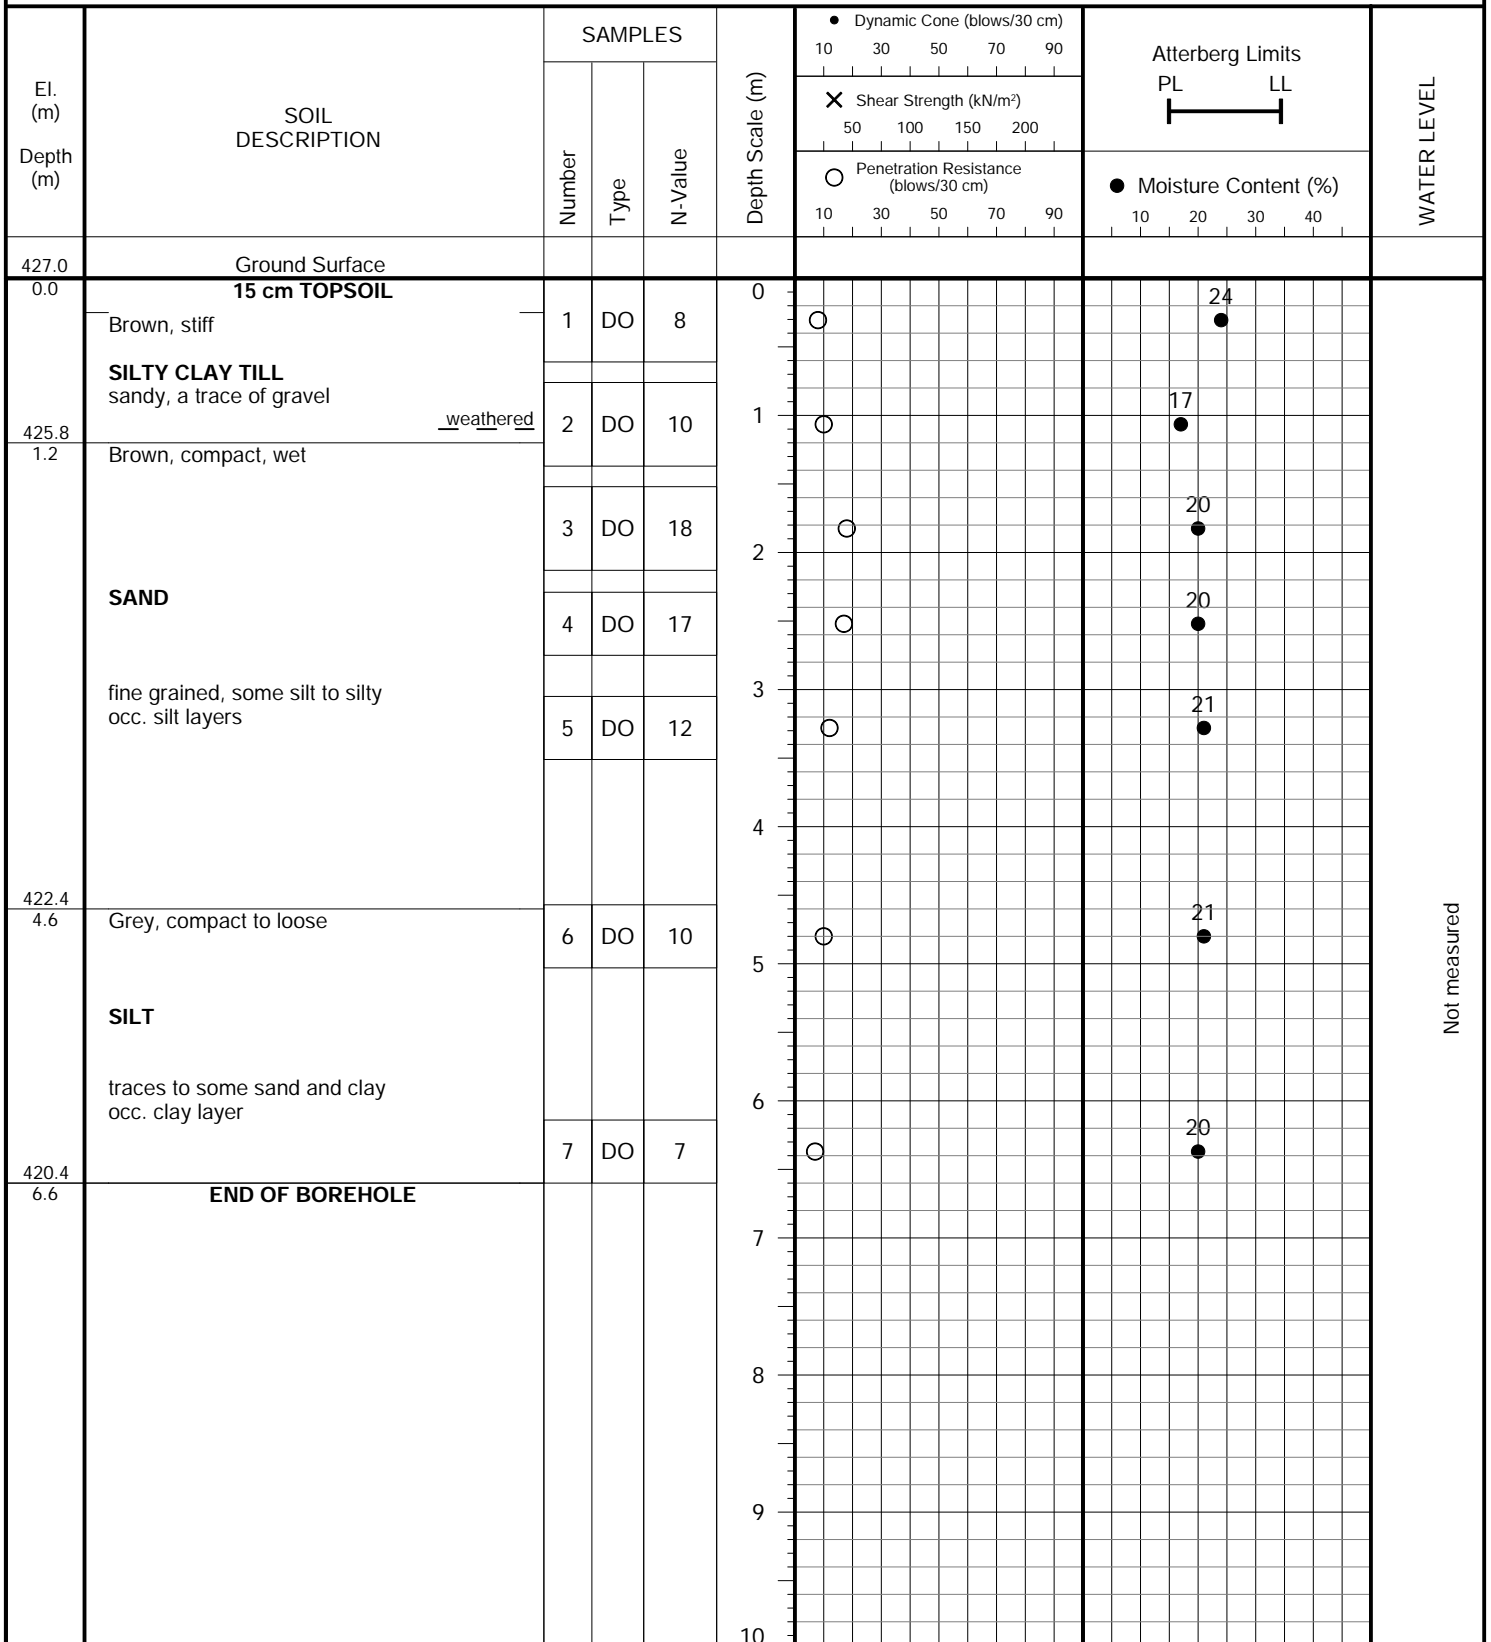 El.
(m)
Depth
(m)
SOIL
DESCRIPTION
SAMPLES
Number
Type
N-Value
Depth Scale (m)
Dynamic Cone (blows/30 cm)
10 30 50 70 90
Shear Strength (kN/m²)
50 100 150 200
Penetration Resistance
(blows/30 cm)
10 30 50 70 90
Atterberg Limits
PL LL
Moisture Content (%)
10 20 30 40
WATER LEVEL
427.0 Ground Surface
0.0 15 cm TOPSOIL 0
24
Brown, stiff 1 DO 8
SILTY CLAY TILL
sandy, a trace of gravel
17
1
weathered
425.8 2 DO 10
1.2 Brown, compact, wet
20
3 DO 18
2
SAND
20
4 DO 17
fine grained, some silt to silty 3
occ. silt layers
21
5 DO 12
4
422.4
4.6 Grey, compact to loose
21
6 DO 10
5
Not measured
SILT
traces to some sand and clay 6
occ. clay layer
20
7 DO 7
420.4
6.6 END OF BOREHOLE
7
8
9
10